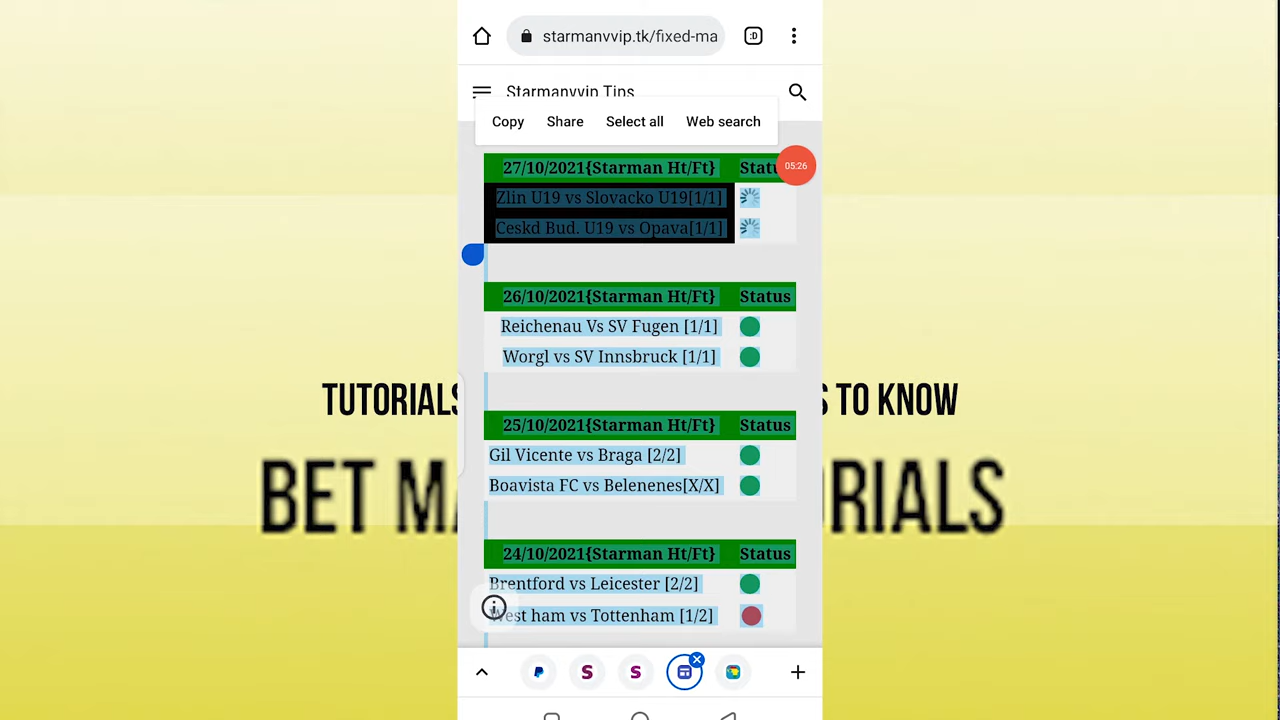 starmanvvip.tk/fixed-ma
:D
Starmanvvip Tips
Copy Share Select all Web search
05:26
27/10/2021{Starman Ht/Ft}
Zlin U19 vs Slovacko U19[1/1]
Ceskd Bud. U19 vs Opava[1/1]
26/10/2021{Starman Ht/Ft} Status
Reichenau Vs SV Fugen [1/1]
Worgl vs SV Innsbruck [1/1]
25/10/2021{Starman Ht/Ft} Status
Gil Vicente vs Braga [2/2]
Boavista FC vs Belenenes[X/X]
24/10/2021{Starman Ht/Ft} Status
Brentford vs Leicester [2/2]
West ham vs Tottenham [1/2]
TUTORIALS TO KNOW
BET